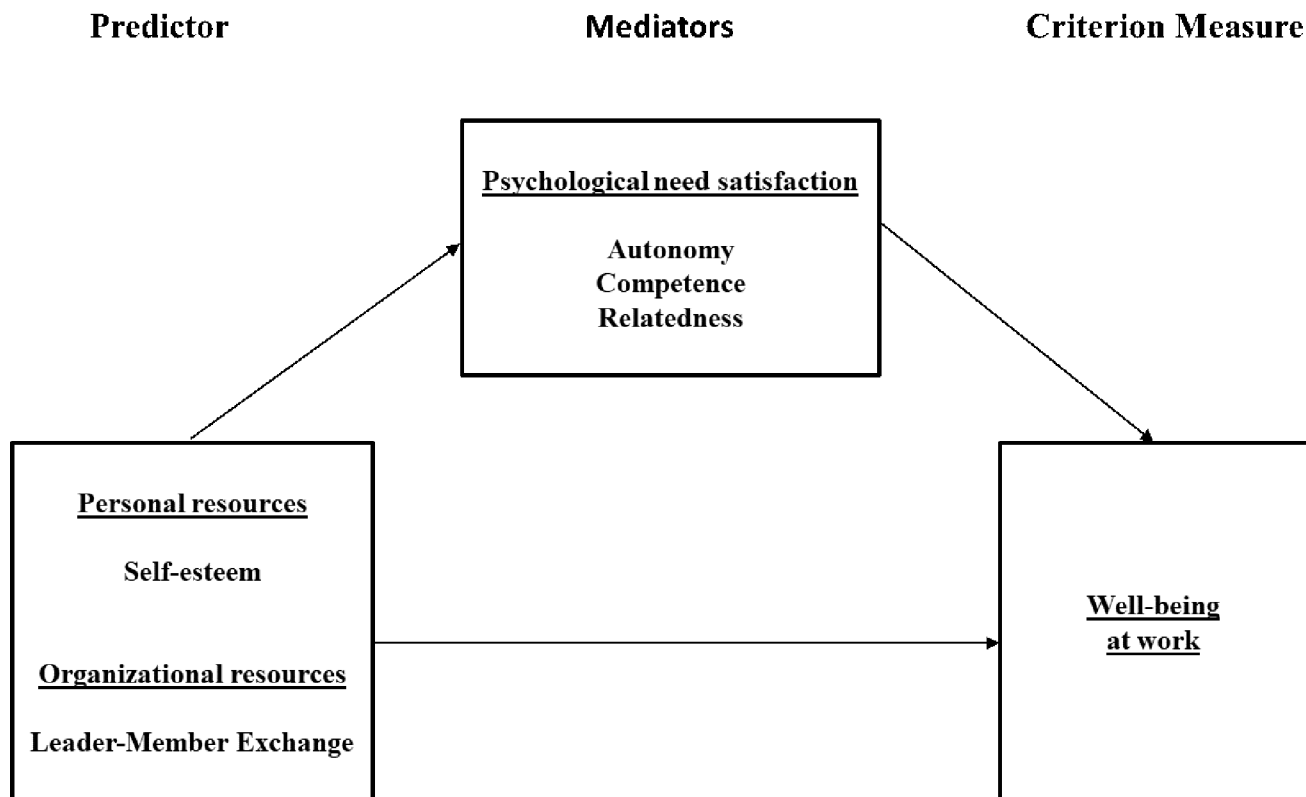 Predictor
Mediators
Criterion Measure
Psychological need satisfaction
Autonomy
Competence
Relatedness
Personal resources
Self-esteem
Organizational resources
Leader-Member Exchange
Well-being
at work